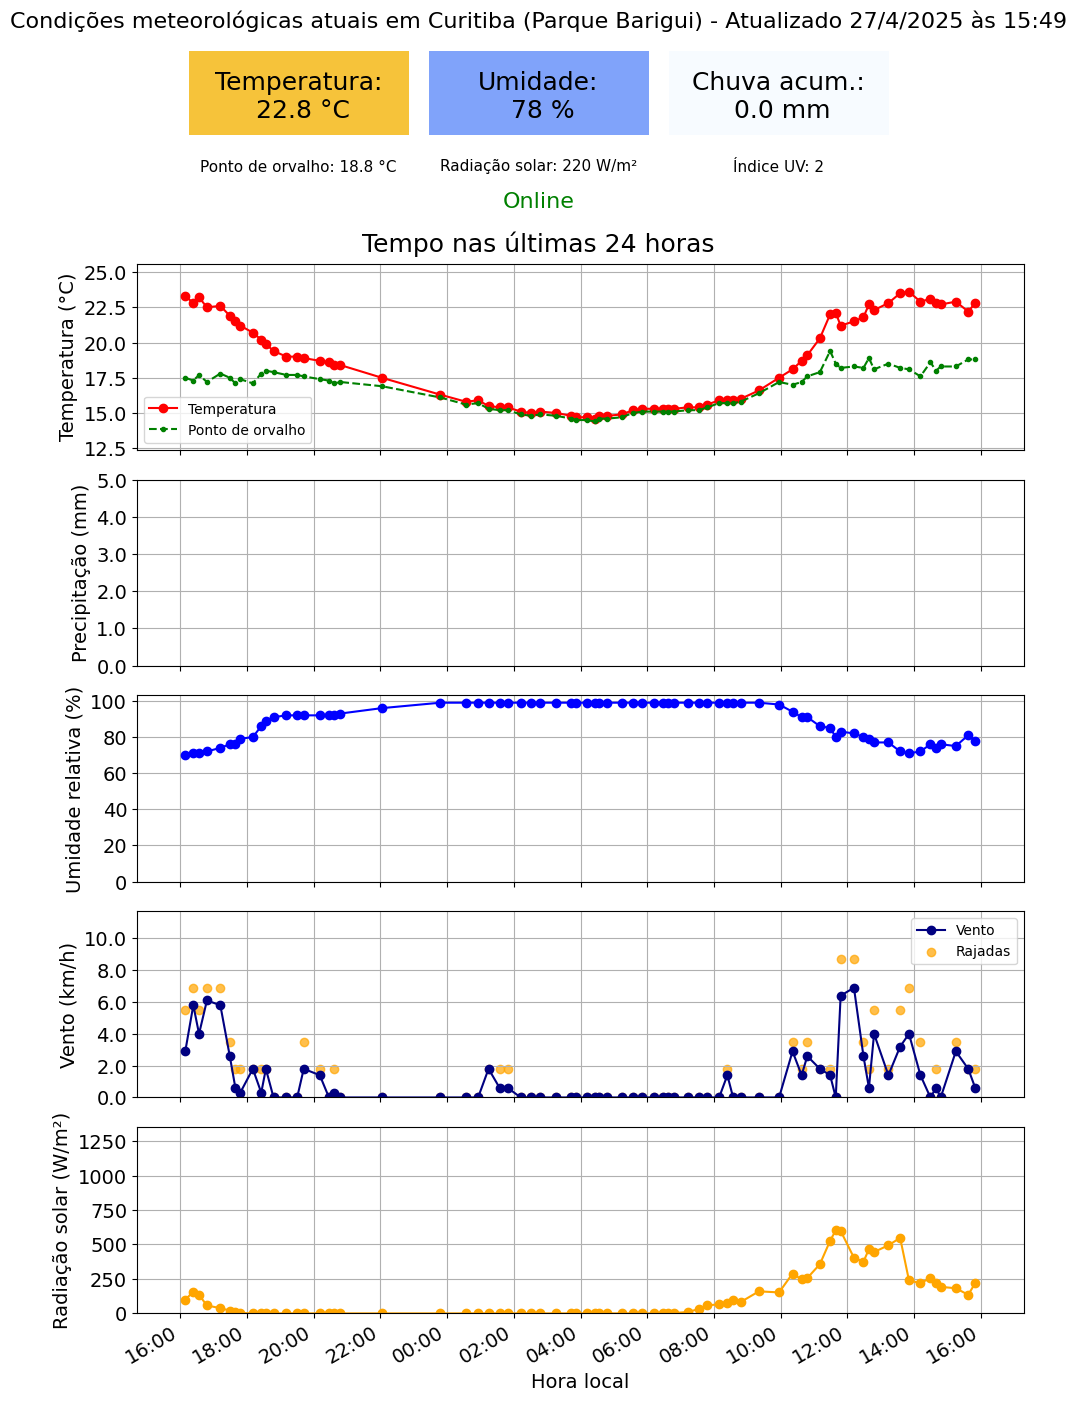 Condições meteorológicas atuais em Curitiba (Parque Barigui) - Atualizado 27/4/2025 às 15:49
Temperatura:
22.8 °C
Umidade:
78 %
Chuva acum.:
0.0 mm
Ponto de orvalho: 18.8 °C
Radiação solar: 220 W/m²
Índice UV: 2
Online
Tempo nas últimas 24 horas
Temperatura (°C)
25.0
22.5
20.0
17.5
15.0
12.5
Temperatura
Ponto de orvalho
Precipitação (mm)
5.0
4.0
3.0
2.0
1.0
0.0
Umidade relativa (%)
100
80
60
40
20
0
Vento (km/h)
10.0
8.0
6.0
4.0
2.0
0.0
Vento
Rajadas
Radiação solar (W/m²)
1250
1000
750
500
250
0
16:00
18:00
20:00
22:00
00:00
02:00
04:00
06:00
08:00
10:00
12:00
14:00
16:00
Hora local